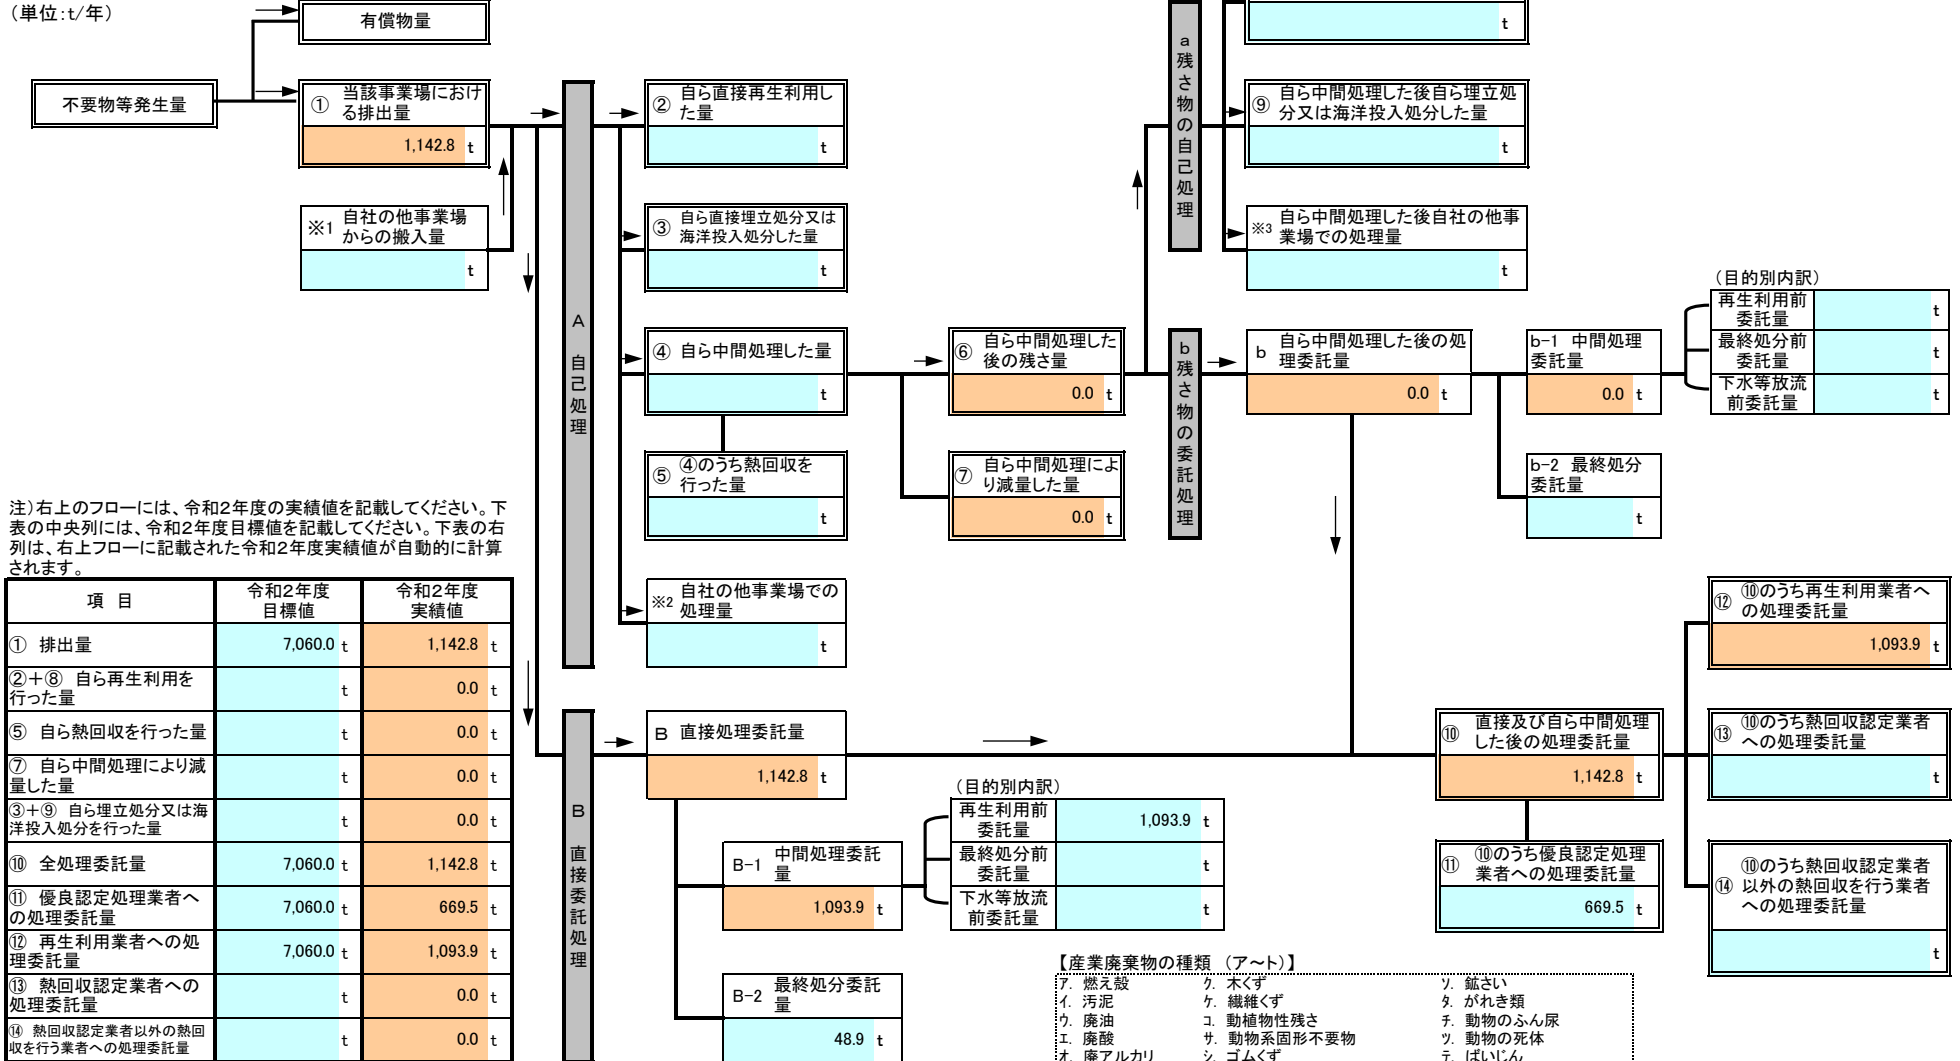 （単位：t/年）
有償物量
不要物等発生量
① 当該事業場におけ
る排出量
1,142.8 t
※1 自社の他事業場
からの搬入量
t
A 自己処理
② 自ら直接再生利用し
た量
t
③ 自ら直接埋立処分又は
海洋投入処分した量
t
④ 自ら中間処理した量
t
⑤ ④のうち熱回収を
行った量
t
※2 自社の他事業場での
処理量
t
⑥ 自ら中間処理した
後の残さ量
0.0 t
⑦ 自ら中間処理によ
り減量した量
0.0 t
a 残さ物の自己処理
t
⑨ 自ら中間処理した後自ら埋立処
分又は海洋投入処分した量
t
※3 自ら中間処理した後自社の他事
業場での処理量
t
b 残さ物の委託処理
b 自ら中間処理した後の処
理委託量
0.0 t
b-1 中間処理
委託量
0.0 t
b-2 最終処分
委託量
t
（目的別内訳）
再生利用前
委託量
t
最終処分前
委託量
t
下水等放流
前委託量
t
注）右上のフローには、令和2年度の実績値を記載してください。下
表の中央列には、令和2年度目標値を記載してください。下表の右
列は、右上フローに記載された令和2年度実績値が自動的に計算
されます。
項 目 令和2年度 令和2年度
目標値 実績値
① 排出量 7,060.0 t 1,142.8 t
②＋⑧ 自ら再生利用を
行った量 t 0.0 t
⑤ 自ら熱回収を行った量 t 0.0 t
⑦ 自ら中間処理により減
量した量 t 0.0 t
③＋⑨ 自ら埋立処分又は海
洋投入処分を行った量 t 0.0 t
⑩ 全処理委託量 7,060.0 t 1,142.8 t
⑪ 優良認定処理業者へ
の処理委託量 7,060.0 t 669.5 t
⑫ 再生利用業者への処
理委託量 7,060.0 t 1,093.9 t
⑬ 熱回収認定業者への
処理委託量 t 0.0 t
⑭ 熱回収認定業者以外の熱回
収を行う業者への処理委託量 t 0.0 t
B 直接委託処理
B 直接処理委託量
1,142.8 t
B-1 中間処理委託
量
1,093.9 t
B-2 最終処分委託
量
48.9 t
（目的別内訳）
再生利用前
委託量
1,093.9 t
最終処分前
委託量
t
下水等放流
前委託量
t
⑩ 直接及び自ら中間処理
した後の処理委託量
1,142.8 t
⑪ ⑩のうち優良認定処理
業者への処理委託量
669.5 t
⑫ ⑩のうち再生利用業者へ
の処理委託量
1,093.9 t
⑬ ⑩のうち熱回収認定業者
への処理委託量
t
⑭ ⑩のうち熱回収認定業者
以外の熱回収を行う業者
への処理委託量
t
【産業廃棄物の種類 （ア～ト）】
ア. 燃え殻 ク. 木くず ソ. 鉱さい
イ. 汚泥 ケ. 繊維くず タ. がれき類
ウ. 廃油 コ. 動植物性残さ チ. 動物のふん尿
エ. 廃酸 サ. 動物系固形不要物 ツ. 動物の死体
オ. 廃アルカリ シ. ゴムくず テ. ばいじん